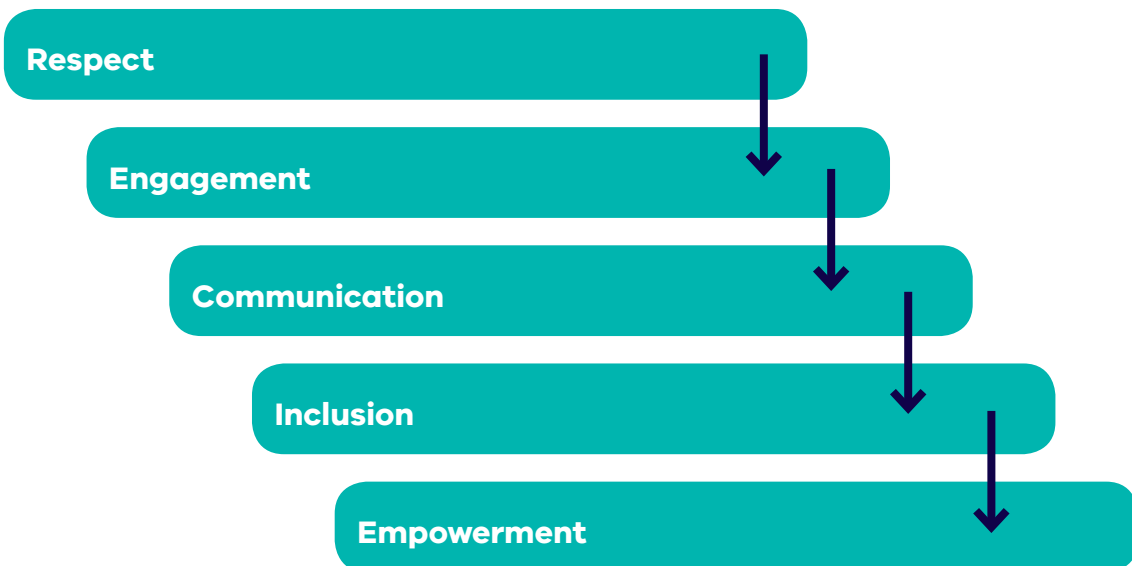 Respect
Engagement
Communication
Inclusion
Empowerment